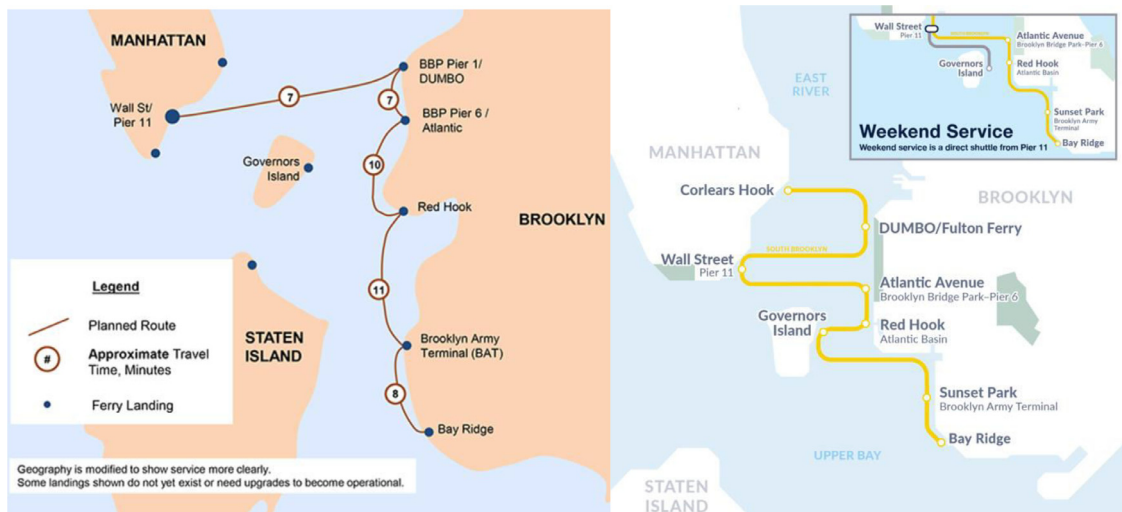 MANHATTAN
BBP Pier 1/
DUMBO
7
7
Wall St/
Pier 11
BBP Pier 6 /
Atlantic
10
Governors
Island
Red Hook
BROOKLYN
11
Legend
Planned Route
# Approximate Travel
Time, Minutes
Ferry Landing
STATEN
ISLAND
Brooklyn Army
Terminal (BAT)
8
Bay Ridge
Geography is modified to show service more clearly.
Some landings shown do not yet exist or need upgrades to become operational.
EAST
RIVER
MANHATTAN
Corlears Hook
BROOKLYN
DUMBO/Fulton Ferry
SOUTH BROOKLYN
Wall Street
Pier 11
Atlantic Avenue
Brooklyn Bridge Park–Pier 6
Governors
Island
Red Hook
Atlantic Basin
Sunset Park
Brooklyn Army Terminal
Bay Ridge
UPPER BAY
STATEN
ISLAND
Wall Street
Pier 11
SOUTH BROOKLYN
Atlantic Avenue
Brooklyn Bridge Park–Pier 6
Governors
Island
Red Hook
Atlantic Basin
Sunset Park
Brooklyn Army
Terminal
Bay Ridge
Weekend Service
Weekend service is a direct shuttle from Pier 11